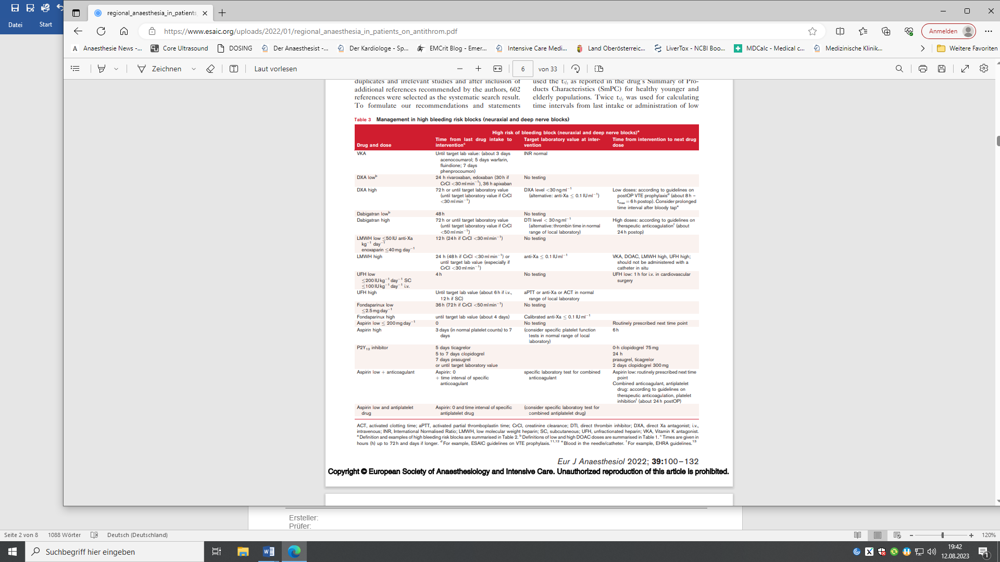 Datei
Start
regional_anaesthesia_in_patients_
https://www.esaic.org/uploads/2022/01/regional_anaesthesia_in_patients_on_antithrom.pdf
Anmelden
Anaesthesie News -...
Core Ultrasound
DOSING
Der Anaesthesist -...
Der Kardiologe - Sp...
EMCrit Blog - Emer...
Intensive Care Medi...
Land Oberösterreic...
LiverTox - NCBI Boo...
MDCalc - Medical c...
Medizinische Klinik...
Weitere Favoriten
Zeichnen
Laut vorlesen
6
von 33
duplicates and irrelevant studies and after inclusion of
additional references recommended by the authors, 602
references were selected as the systematic search result.
To formulate our recommendations and statements
used the t1/2 as reported in the drug's Summary of Pro-
ducts Characteristics (SmPC) for healthy younger and
elderly populations. Twice t1/2 was used for calculating
time intervals from last intake or administration of low
Table 3 Management in high bleeding risk blocks (neuraxial and deep nerve blocks)
High risk of bleeding block (neuraxial and deep nerve blocks)a
Drug and dose
Time from last drug intake to
interventionc
Target laboratory value at inter-
vention
Time from intervention to next drug
dose
VKA
Until target lab value: (about 3 days
acenocoumarol; 5 days warfarin,
fluindione; 7 days
phenprocoumon)
INR normal
DXA lowb
24 h rivaroxaban, edoxaban (30 h if
CrCl <30 ml min−1), 36 h apixaban
No testing
DXA high
72 h or until target laboratory value
(until target laboratory value if CrCl
<30 ml min−1)
DXA level <30 ng ml−1
(alternative: anti-Xa ≤ 0.1 IU ml−1)
Low doses: according to guidelines on
postOP VTE prophylaxisd (about 8 h –
tmax = 6 h postop). Consider prolonged
time interval after bloody tape
Dabigatran lowb
48 h
No testing
Dabigatran high
72 h or until target laboratory value
(until target laboratory value if CrCl
<50 ml min−1)
DTI level < 30 ng ml−1
(alternative: thrombin time in normal
range of local laboratory)
High doses: according to guidelines on
therapeutic anticoagulationf (about
24 h postop)
LMWH low ≤50 IU anti-Xa
kg−1 day−1
enoxaparin ≤40 mg day−1
12 h (24 h if CrCl <30 ml min−1)
No testing
LMWH high
24 h (48 h if CrCl <30 ml min−1) or
until target lab value (especially if
CrCl <30 ml min−1)
anti-Xa ≤ 0.1 IU ml−1
VKA, DOAC, LMWH high, UFH high;
should not be administered with a
catheter in situ
UFH low
≤200 IU kg−1 day−1 SC
≤100 IU kg−1 day−1 i.v.
4 h
No testing
UFH low: 1 h for i.v. in cardiovascular
surgery
UFH high
Until target lab value (about 6 h if i.v.,
12 h if SC)
aPTT or anti-Xa or ACT in normal
range of local laboratory
Fondaparinux low
≤2.5 mg day−1
36 h (72 h if CrCl <50 ml min−1)
No testing
Fondaparinux high
until target lab value (about 4 days)
Calibrated anti-Xa ≤ 0.1 IU ml−1
Aspirin low ≤ 200 mg day−1
0
No testing
Routinely prescribed next time point
Aspirin high
3 days (in normal platelet counts) to 7
days
(consider specific platelet function
tests in normal range of local
laboratory)
6 h
P2Y12 inhibitor
5 days ticagrelor
5 to 7 days clopidogrel
7 days prasugrel
or until target laboratory value
0-h clopidogrel 75 mg
24 h
prasugrel, ticagrelor
2 days clopidogrel 300 mg
Aspirin low + anticoagulant
Aspirin: 0
+ time interval of specific
anticoagulant
specific laboratory test for combined
anticoagulant
Aspirin low: routinely prescribed next time
point
Combined anticoagulant, antiplatelet
drug: according to guidelines on
therapeutic anticoagulation, platelet
inhibitionf (about 24 h postOP)
Aspirin low and antiplatelet
drug
Aspirin: 0 and time interval of specific
antiplatelet drug
(consider specific laboratory test for
combined antiplatelet drug)
ACT, activated clotting time; aPTT, activated partial thromboplastin time; CrCl, creatinine clearance; DTI, direct thrombin inhibitor; DXA, direct Xa antagonist; i.v.,
intravenous; INR, International Normalised Ratio; LMWH, low molecular weight heparin; SC, subcutaneous; UFH, unfractionated heparin; VKA, Vitamin K antagonist.
a Definition and examples of high bleeding risk blocks are summarised in Table 2. b Definitions of low and high DOAC doses are summarised in Table 1. c Times are given in
hours (h) up to 72 h and days if longer. d For example, ESAIC guidelines on VTE prophylaxis.11,12 e Blood in the needle/catheter. f For example, EHRA guidelines.13
Eur J Anaesthesiol 2022; 39:100–132
Copyright © European Society of Anaesthesiology and Intensive Care. Unauthorized reproduction of this article is prohibited.
Ersteller:
Prüfer:
Seite 2 von 8
1088 Wörter
Deutsch (Deutschland)
120%
Suchbegriff hier eingeben
19:42
12.08.2023
1